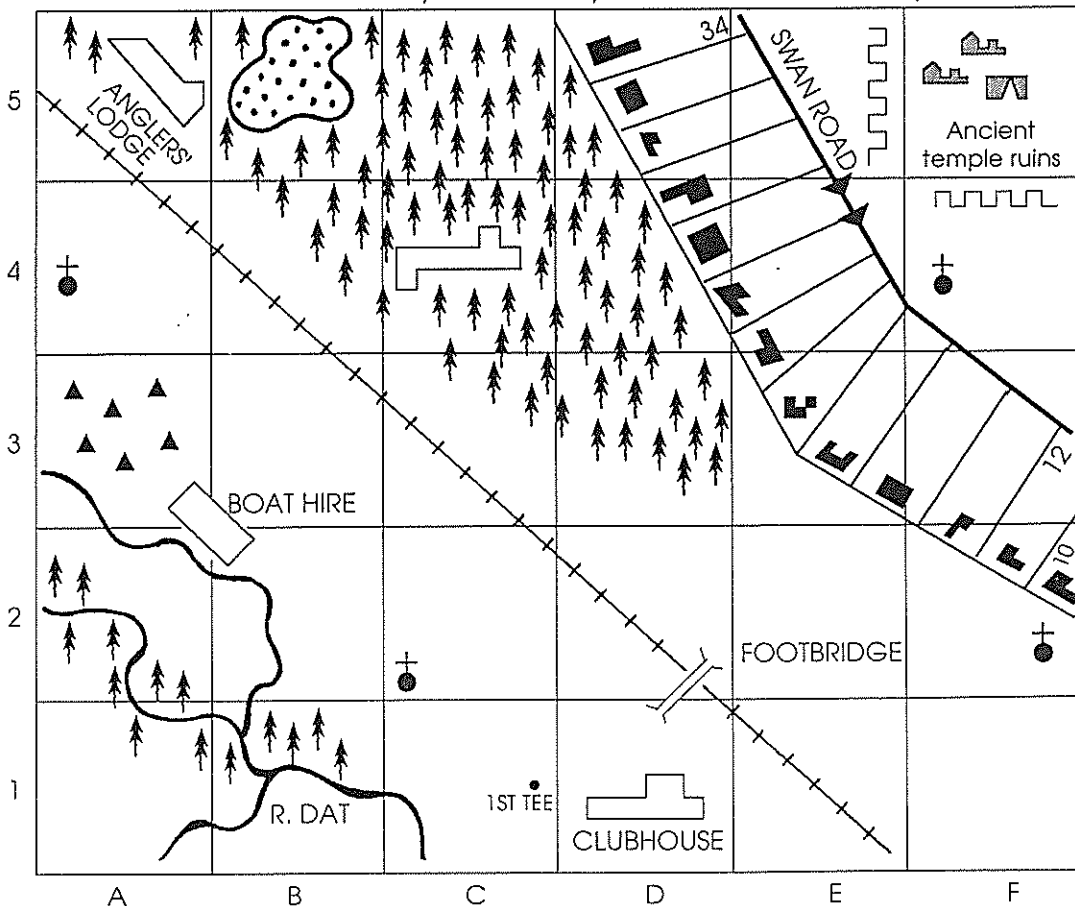 34
SWAN ROAD
5
ANGLERS'
LODGE
Ancient
temple ruins
4
3
12
BOAT HIRE
10
2
FOOTBRIDGE
1
1ST TEE
R. DAT
CLUBHOUSE
A B C D E F